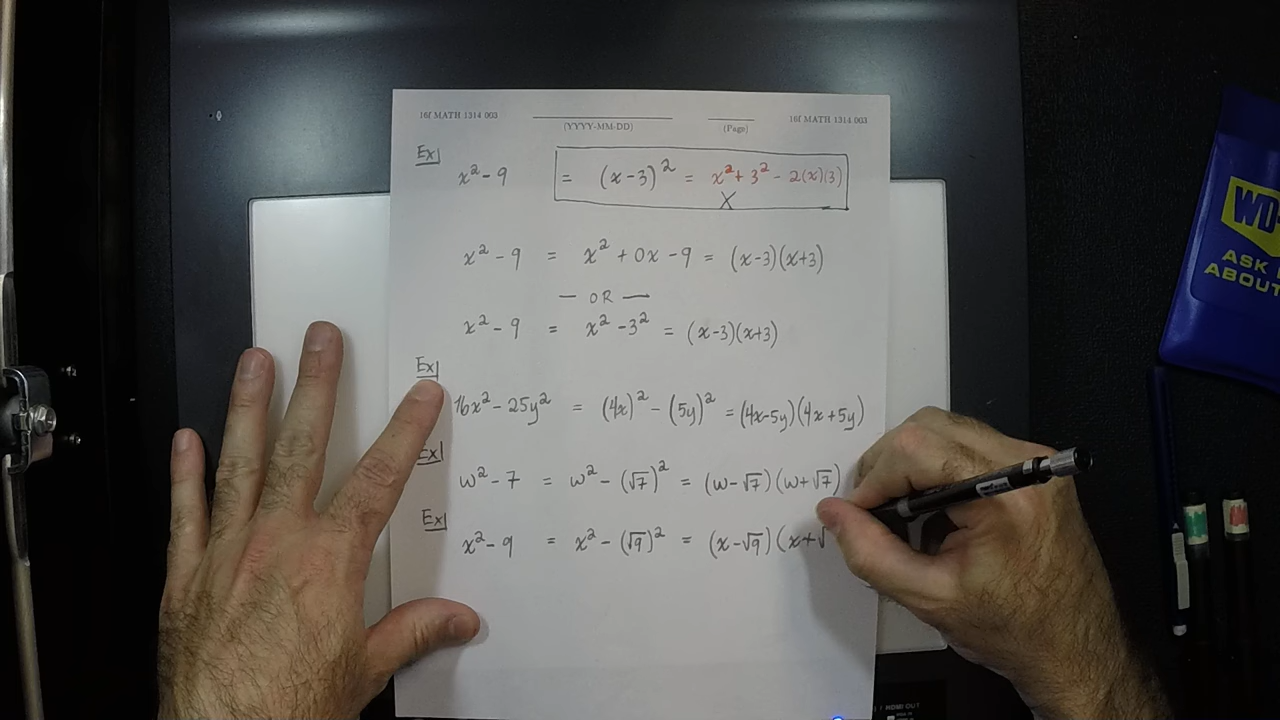 16f MATH 1314 003 (YYYY-MM-DD) (Page) 16f MATH 1314 003
Ex
x² - 9 = (x-3)² = x² + 3² - 2(x)(3)
X
x² - 9 = x² + 0x - 9 = (x-3)(x+3)
— OR —
x² - 9 = x² - 3² = (x-3)(x+3)
Ex
16x² - 25y² = (4x)² - (5y)² = (4x-5y)(4x+5y)
Ex
w² - 7 = w² - (√7)² = (w-√7)(w+√7)
Ex
x² - 9 = x² - (√9)² = (x-√9)(x+√
WD-
ASK
ABOUT
HDMI OUT